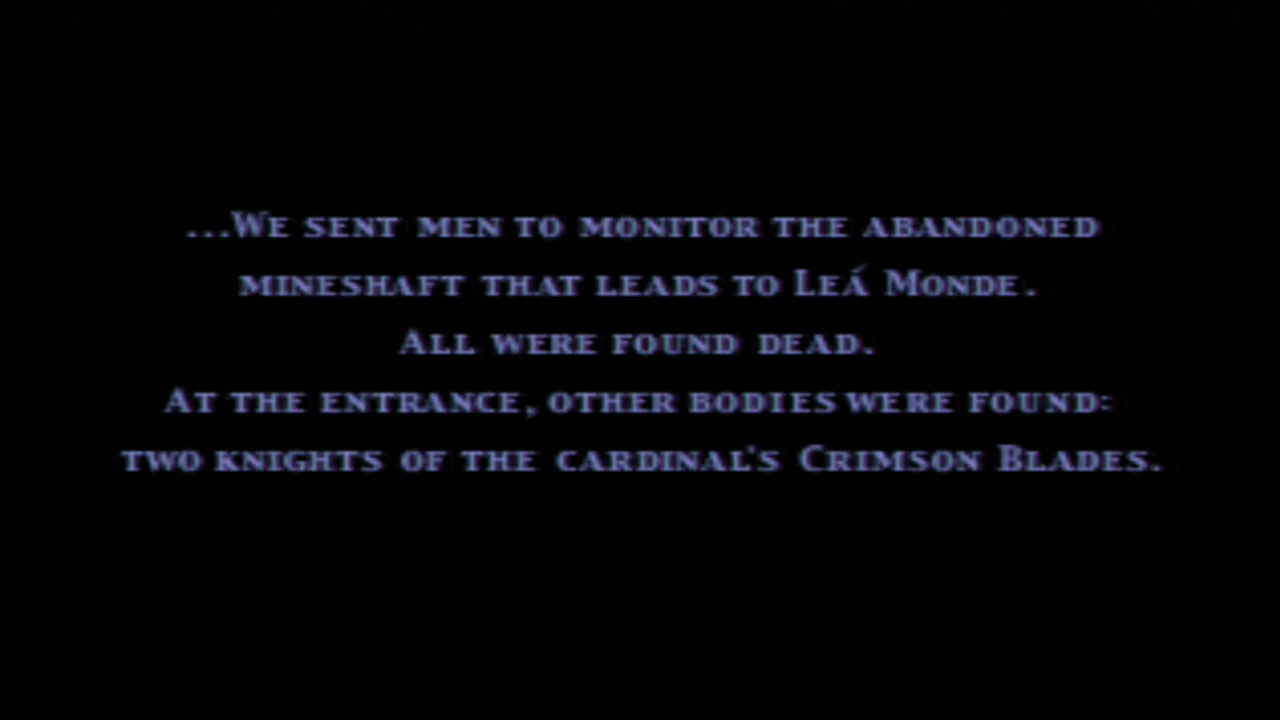 ...We sent men to monitor the abandoned
mineshaft that leads to Leá Monde.
All were found dead.
At the entrance, other bodies were found:
two knights of the cardinal's Crimson Blades.